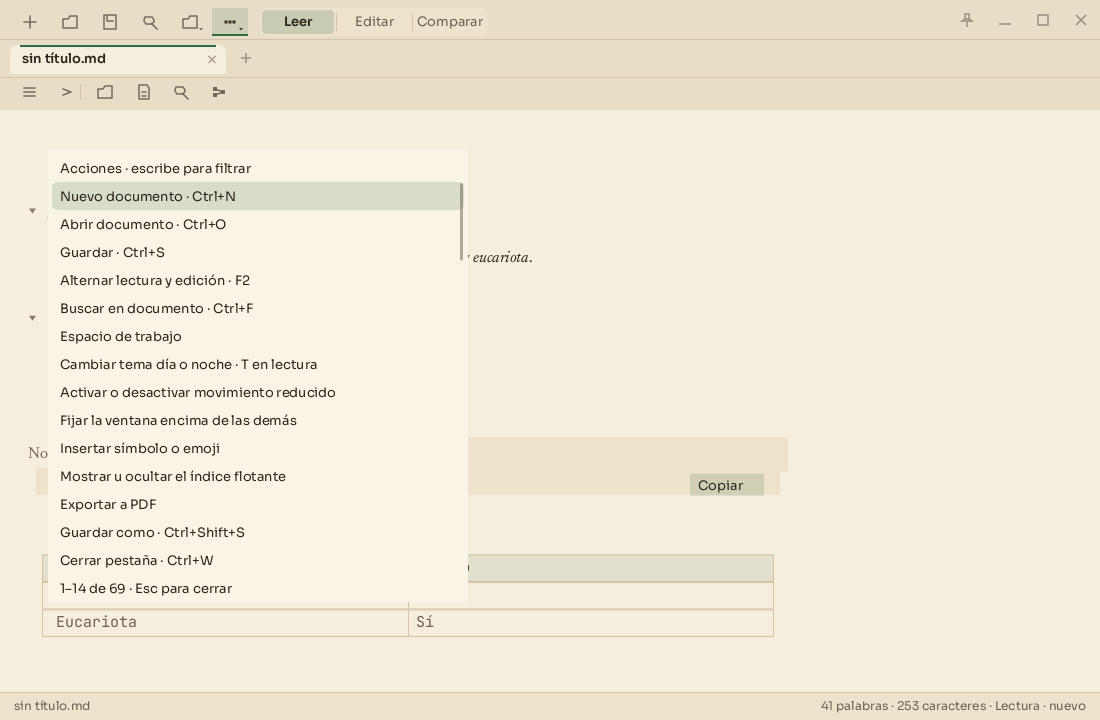 Leer
Editar
Comparar
sin título.md
Acciones · escribe para filtrar
Nuevo documento · Ctrl+N
Abrir documento · Ctrl+O
Guardar · Ctrl+S
Alternar lectura y edición · F2
eucariota.
Buscar en documento · Ctrl+F
Espacio de trabajo
Cambiar tema día o noche · T en lectura
Activar o desactivar movimiento reducido
Fijar la ventana encima de las demás
Insertar símbolo o emoji
No
Mostrar u ocultar el índice flotante
Copiar
Exportar a PDF
Guardar como · Ctrl+Shift+S
Cerrar pestaña · Ctrl+W
1–14 de 69 · Esc para cerrar
Eucariota Sí
sin título.md
41 palabras · 253 caracteres · Lectura · nuevo